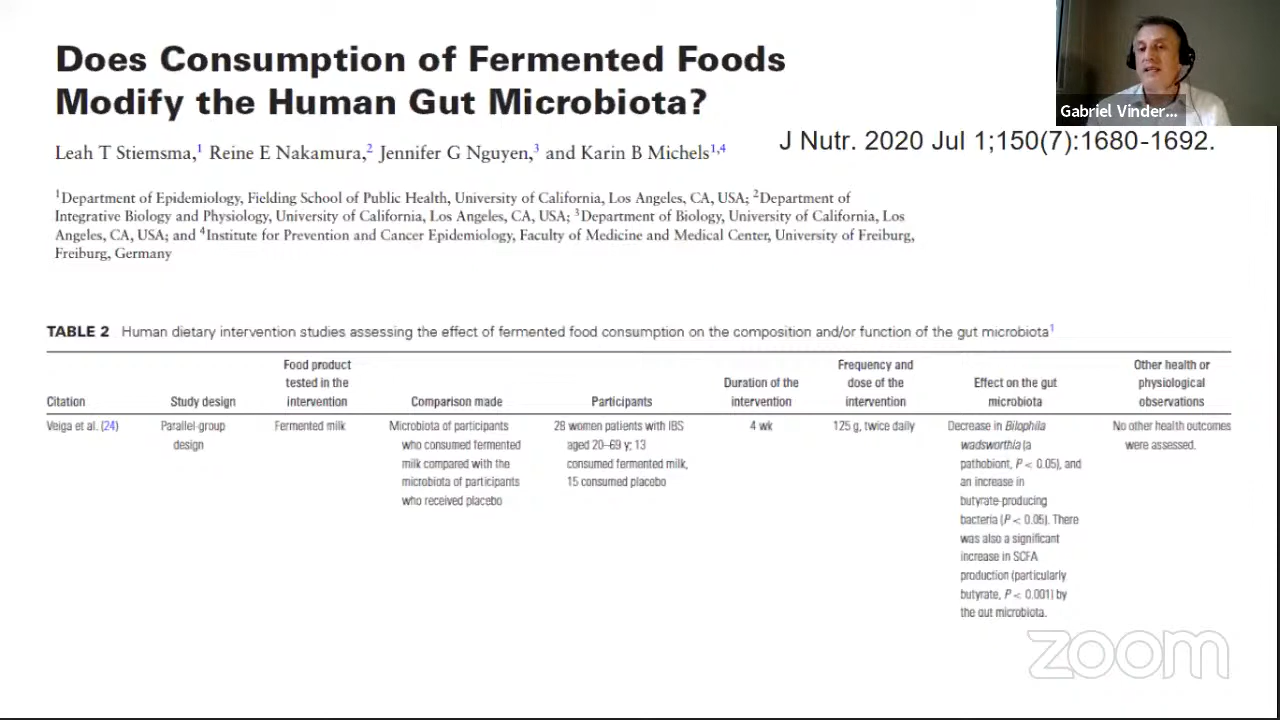 Does Consumption of Fermented Foods
Modify the Human Gut Microbiota?
Gabriel Vinder...
Leah T Stiemsma,1 Reine E Nakamura,2 Jennifer G Nguyen,3 and Karin B Michels1,4
J Nutr. 2020 Jul 1;150(7):1680-1692.
1Department of Epidemiology, Fielding School of Public Health, University of California, Los Angeles, CA, USA; 2Department of
Integrative Biology and Physiology, University of California, Los Angeles, CA, USA; 3Department of Biology, University of California, Los
Angeles, CA, USA; and 4Institute for Prevention and Cancer Epidemiology, Faculty of Medicine and Medical Center, University of Freiburg,
Freiburg, Germany
TABLE 2 Human dietary intervention studies assessing the effect of fermented food consumption on the composition and/or function of the gut microbiota1
Citation
Study design
Food product
tested in the
intervention
Comparison made
Participants
Duration of the
intervention
Frequency and
dose of the
intervention
Effect on the gut
microbiota
Other health or
physiological
observations
Veiga et al. (24)
Parallel-group
design
Fermented milk
Microbiota of participants
who consumed fermented
milk compared with the
microbiota of participants
who received placebo
28 women patients with IBS
aged 20–69 y; 13
consumed fermented milk,
15 consumed placebo
4 wk
125 g, twice daily
Decrease in Bilophila
wadsworthia (a
pathobiont, P < 0.05), and
an increase in
butyrate-producing
bacteria (P < 0.05). There
was also a significant
increase in SCFA
production (particularly
butyrate, P < 0.001) by
the gut microbiota.
No other health outcomes
were assessed.
zoom